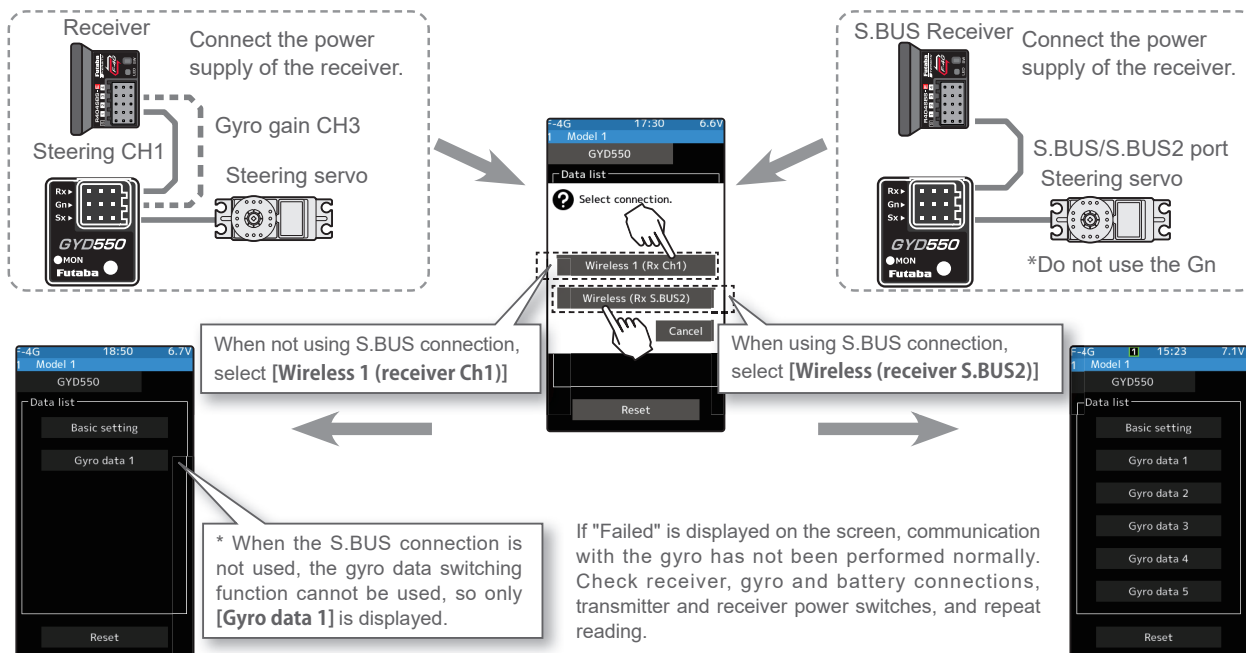 Receiver
Connect the power
supply of the receiver.
Gyro gain CH3
Steering CH1
Steering servo
Rx
Gn
Sx
GYD550
MON
Futaba
F-4G 17:30 6.6V
1 Model 1
GYD550
Data list
? Select connection.
Wireless 1 (Rx Ch1)
Wireless (Rx S.BUS2)
Cancel
Reset
S.BUS Receiver
Connect the power
supply of the receiver.
S.BUS/S.BUS2 port
Steering servo
Rx
Gn
Sx
GYD550
MON
Futaba
*Do not use the Gn
When not using S.BUS connection,
select [Wireless 1 (receiver Ch1)]
When using S.BUS connection,
select [Wireless (receiver S.BUS2)]
F-4G 18:50 6.7V
1 Model 1
GYD550
Data list
Basic setting
Gyro data 1
Reset
* When the S.BUS connection is
not used, the gyro data switching
function cannot be used, so only
[Gyro data 1] is displayed.
If "Failed" is displayed on the screen, communication
with the gyro has not been performed normally.
Check receiver, gyro and battery connections,
transmitter and receiver power switches, and repeat
reading.
F-4G 1 15:23 7.1V
1 Model 1
GYD550
Data list
Basic setting
Gyro data 1
Gyro data 2
Gyro data 3
Gyro data 4
Gyro data 5
Reset